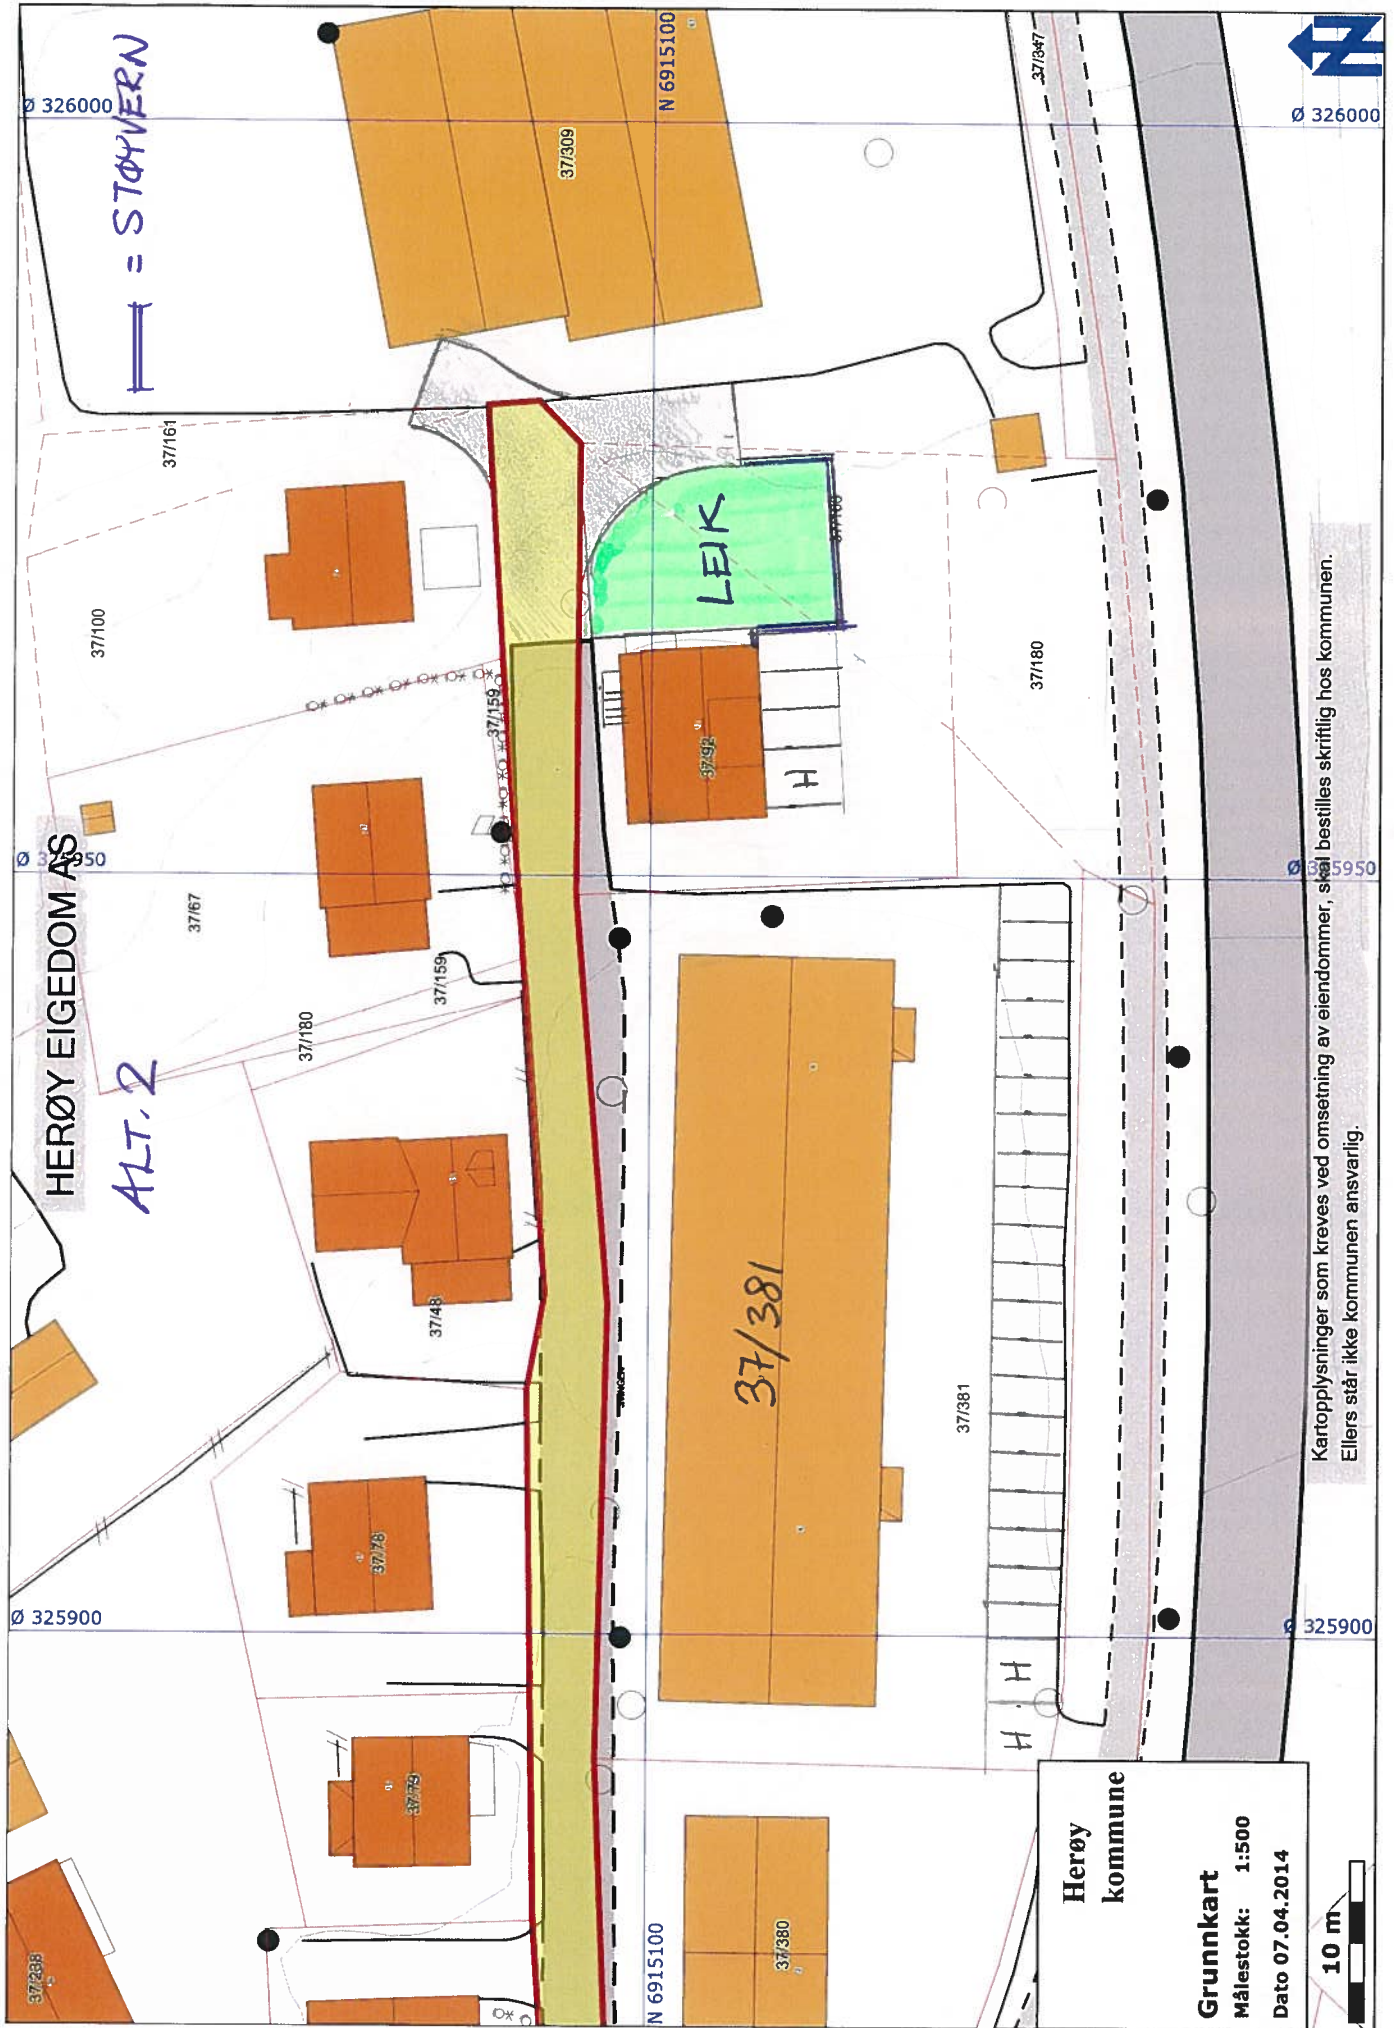 HERØY EIGEDOM AS
ALT. 2
= STØYVERN
N
Ø 326000
Ø 326000
N 6915100
37/309
37/347
37/161
37/100
37/159
LEIK
37/180
37/92
H
Ø 325950
37/67
37/159
37/180
37/48
37/381
37/381
37/78
Ø 325900
Ø 325900
H
H
37/79
37/238
37/380
N 6915100
Kartopplysninger som kreves ved omsetning av eiendommer, skal bestilles skriftlig hos kommunen.
Ellers står ikke kommunen ansvarlig.
Herøy
kommune
Grunnkart
Målestokk: 1:500
Dato 07.04.2014
10 m